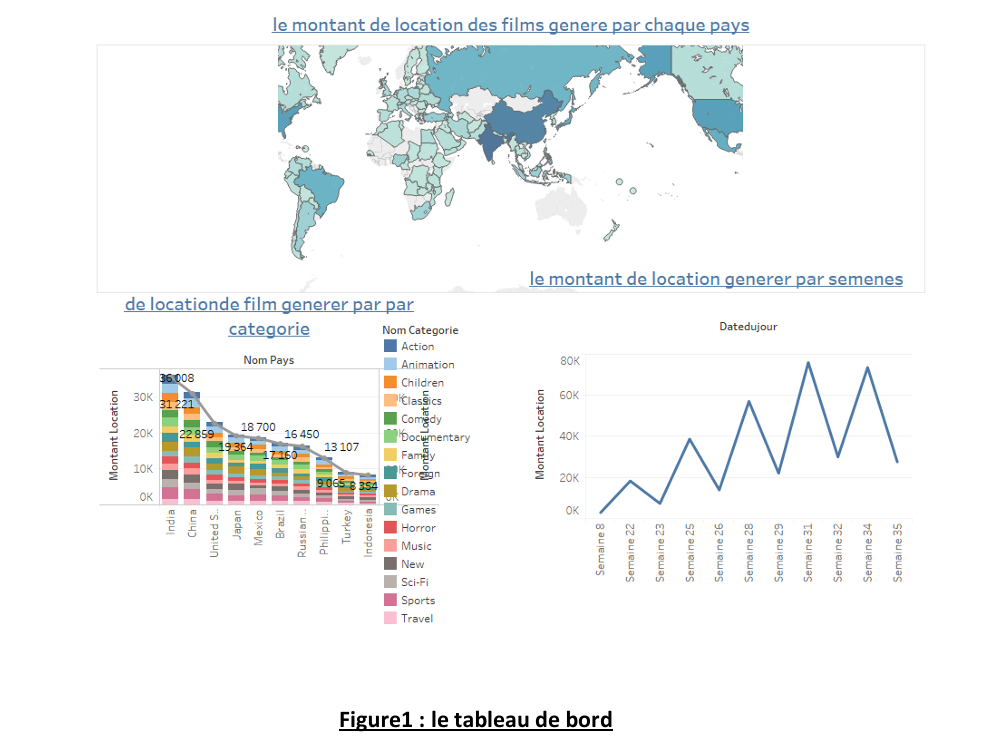 le montant de location des films genere par chaque pays
le montant de location generer par semenes
de locationde film generer par par
categorie
Nom Categorie
Action
Animation
Children
Classics
Comedy
Documentary
Family
Foreign
Drama
Games
Horror
Music
New
Sci-Fi
Sports
Travel
Nom Pays
Montant Location
30K
20K
10K
0K
36 008
31 221
22 859
19 364
18 700
17 160
16 450
13 107
9 065
8 354
Montant Location
0K
India
China
United S..
Japan
Mexico
Brazil
Russian ..
Philippi..
Turkey
Indonesia
Datedujour
Montant Location
80K
60K
40K
20K
0K
Semaine 8
Semaine 22
Semaine 23
Semaine 25
Semaine 26
Semaine 28
Semaine 29
Semaine 31
Semaine 32
Semaine 34
Semaine 35
Figure1 : le tableau de bord